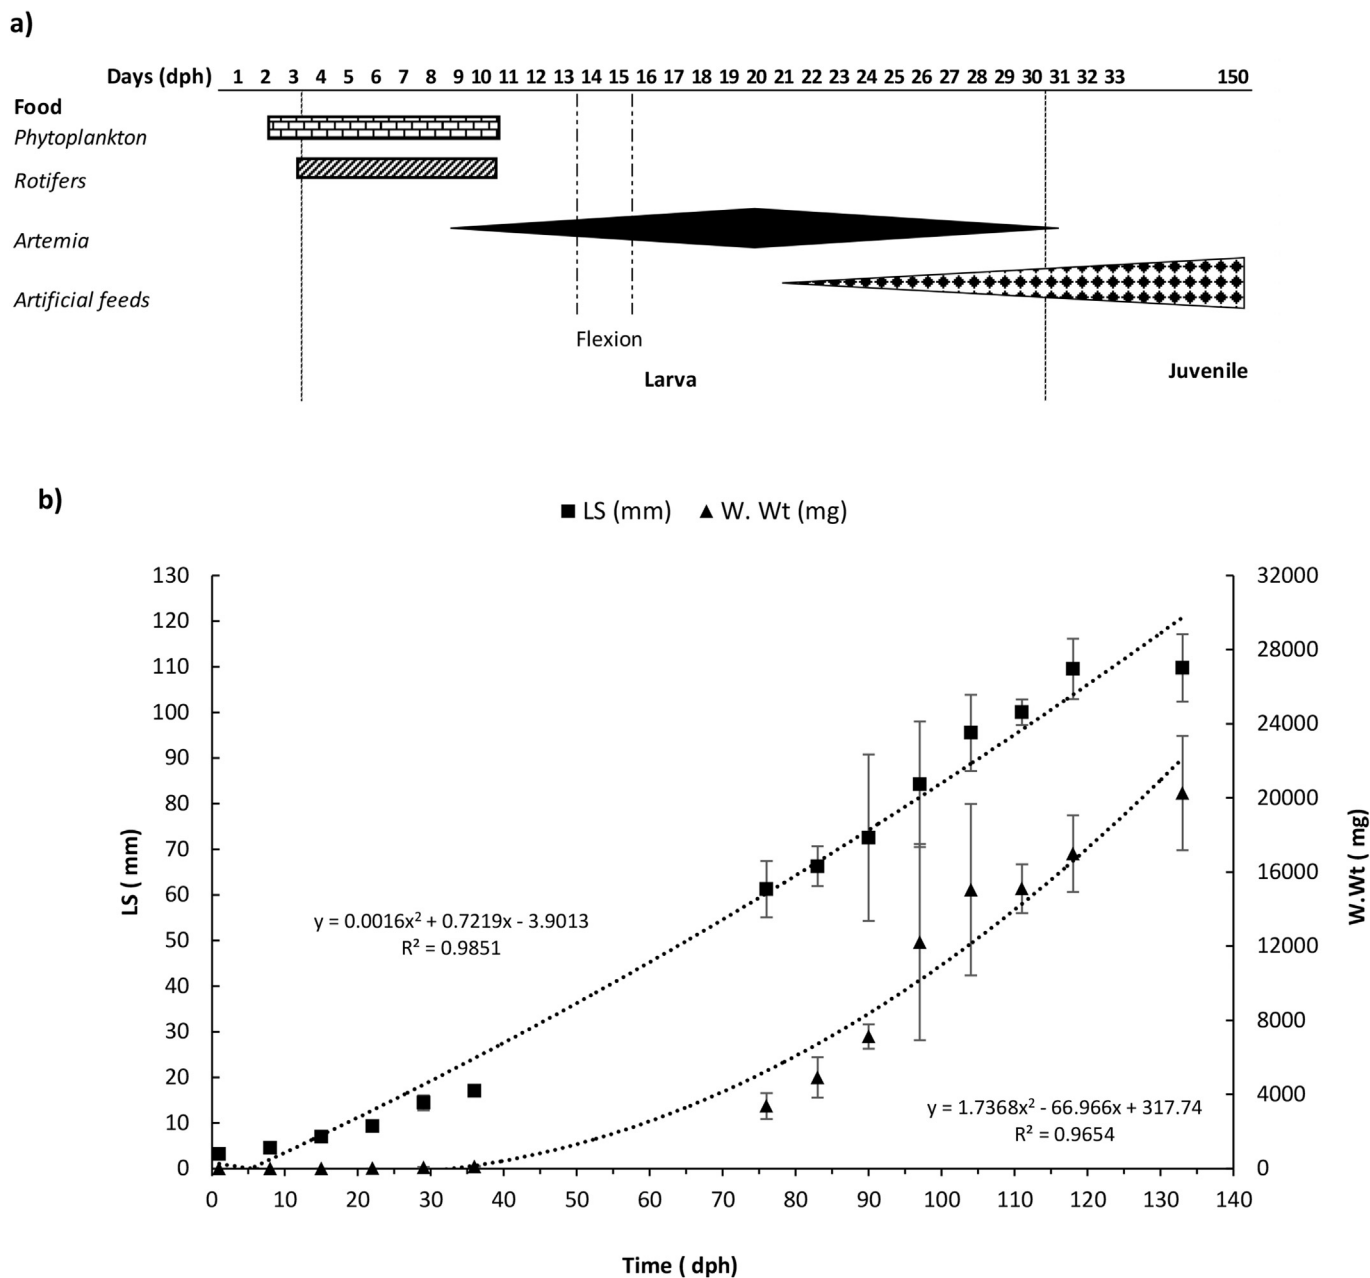 a)
Days (dph) 1 2 3 4 5 6 7 8 9 10 11 12 13 14 15 16 17 18 19 20 22 23 24 25 26 27 28 29 30 31 32 33 150
Food
Phytoplankton
Rotifers
Artemia
Artificial feeds
Flexion
Larva
Juvenile
b)
LS (mm) W. Wt (mg)
130 32000
120
110 28000
100 24000
90
80 20000
70 16000
60
50 12000
40
30 8000
20 4000
10
0 0
LS ( mm)
W.Wt ( mg)
y = 0.0016x² + 0.7219x - 3.9013
R² = 0.9851
y = 1.7368x² - 66.966x + 317.74
R² = 0.9654
0 10 20 30 40 50 60 70 80 90 100 110 120 130 140
Time ( dph)